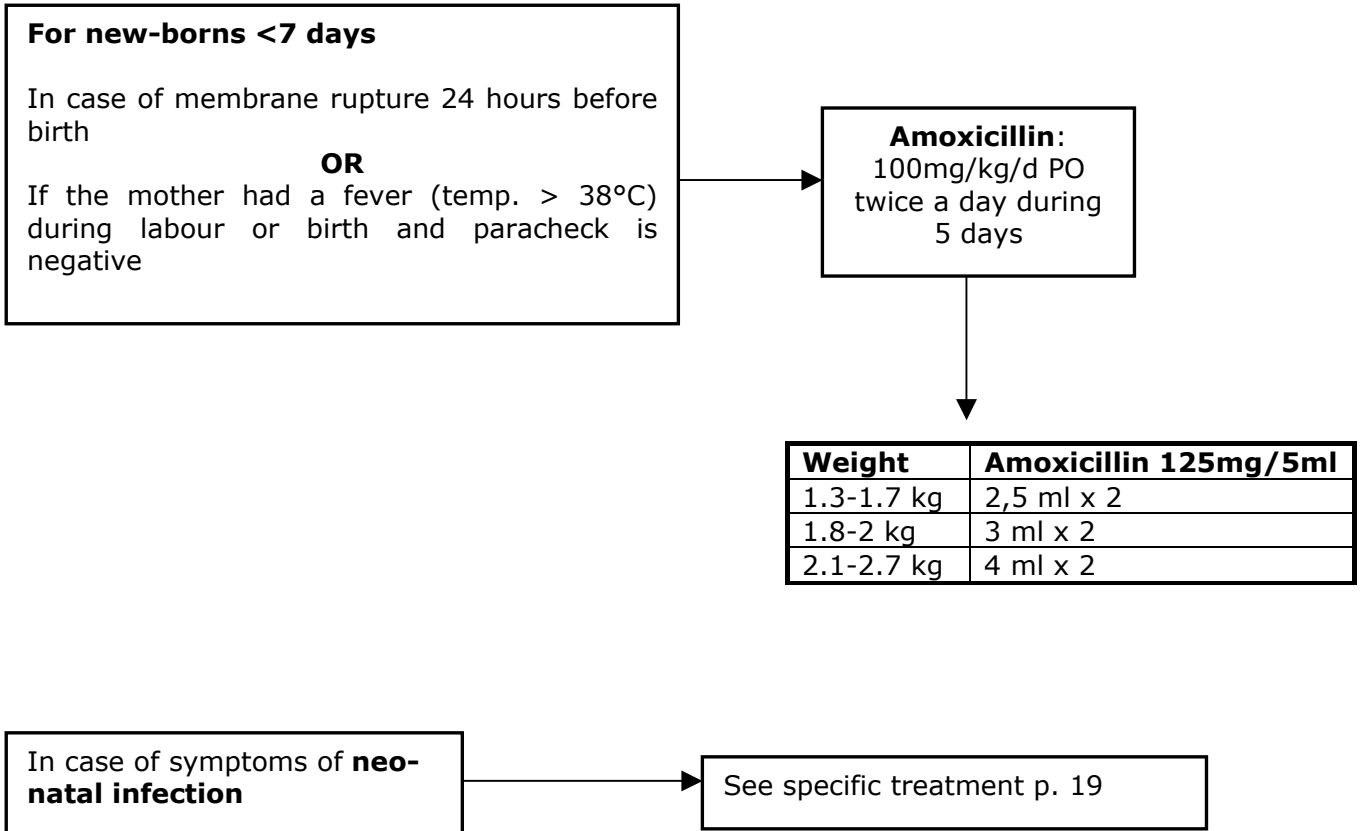 For new-borns <7 days
In case of membrane rupture 24 hours before
birth
OR
If the mother had a fever (temp. > 38°C)
during labour or birth and paracheck is
negative
Amoxicillin:
100mg/kg/d PO
twice a day during
5 days
Weight Amoxicillin 125mg/5ml
1.3-1.7 kg 2,5 ml x 2
1.8-2 kg 3 ml x 2
2.1-2.7 kg 4 ml x 2
In case of symptoms of neo-
natal infection
See specific treatment p. 19